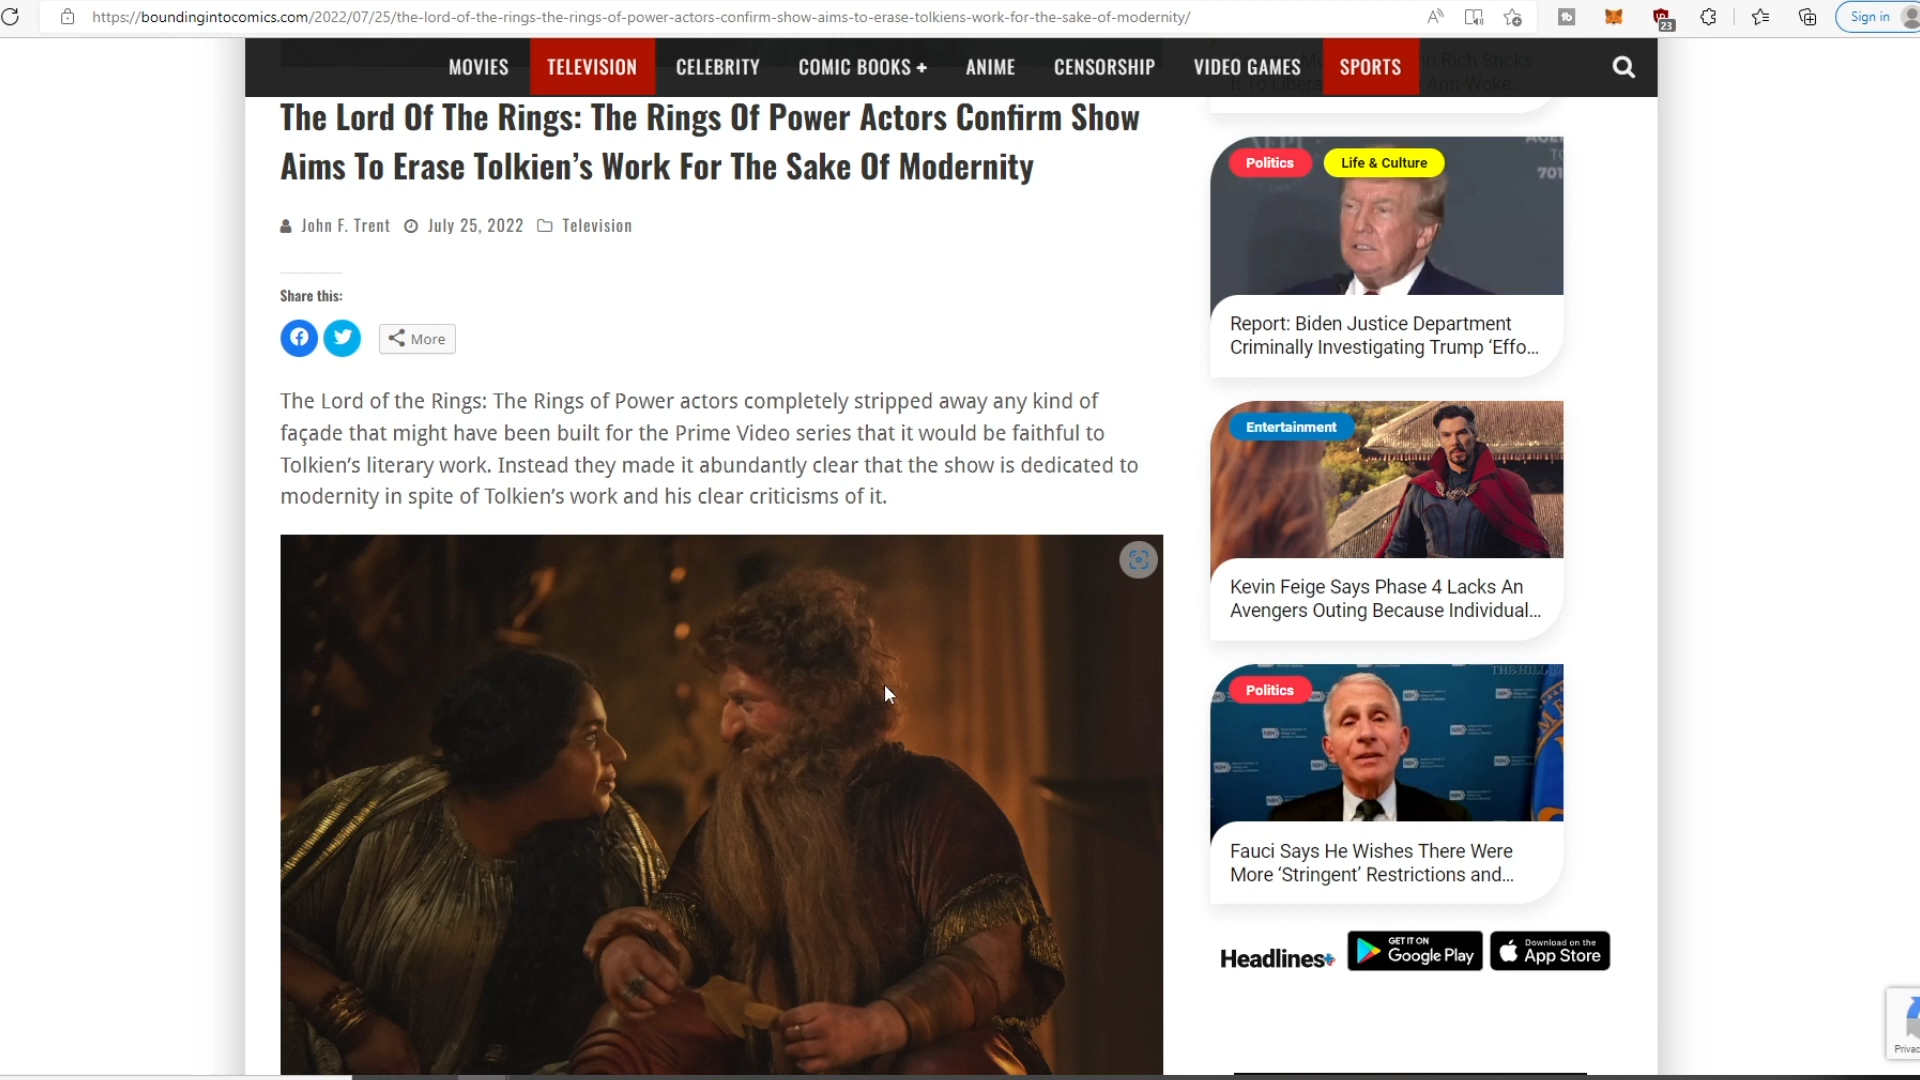 https://boundingintocomics.com/2022/07/25/the-lord-of-the-rings-the-rings-of-power-actors-confirm-show-aims-to-erase-tolkiens-work-for-the-sake-of-modernity/
23
Sign in
MOVIES TELEVISION CELEBRITY COMIC BOOKS + ANIME CENSORSHIP VIDEO GAMES SPORTS
The Lord Of The Rings: The Rings Of Power Actors Confirm Show
Aims To Erase Tolkien’s Work For The Sake Of Modernity
John F. Trent July 25, 2022 Television
Share this:
More
The Lord of the Rings: The Rings of Power actors completely stripped away any kind of
façade that might have been built for the Prime Video series that it would be faithful to
Tolkien’s literary work. Instead they made it abundantly clear that the show is dedicated to
modernity in spite of Tolkien’s work and his clear criticisms of it.
Rich Sticks
Anti-Woke...
Politics Life & Culture
701
Report: Biden Justice Department
Criminally Investigating Trump ‘Effo...
Entertainment
Kevin Feige Says Phase 4 Lacks An
Avengers Outing Because Individual...
Politics
THE HILL
Fauci Says He Wishes There Were
More ‘Stringent’ Restrictions and...
Headlines+
GET IT ON
Google Play
Download on the
App Store
Privac